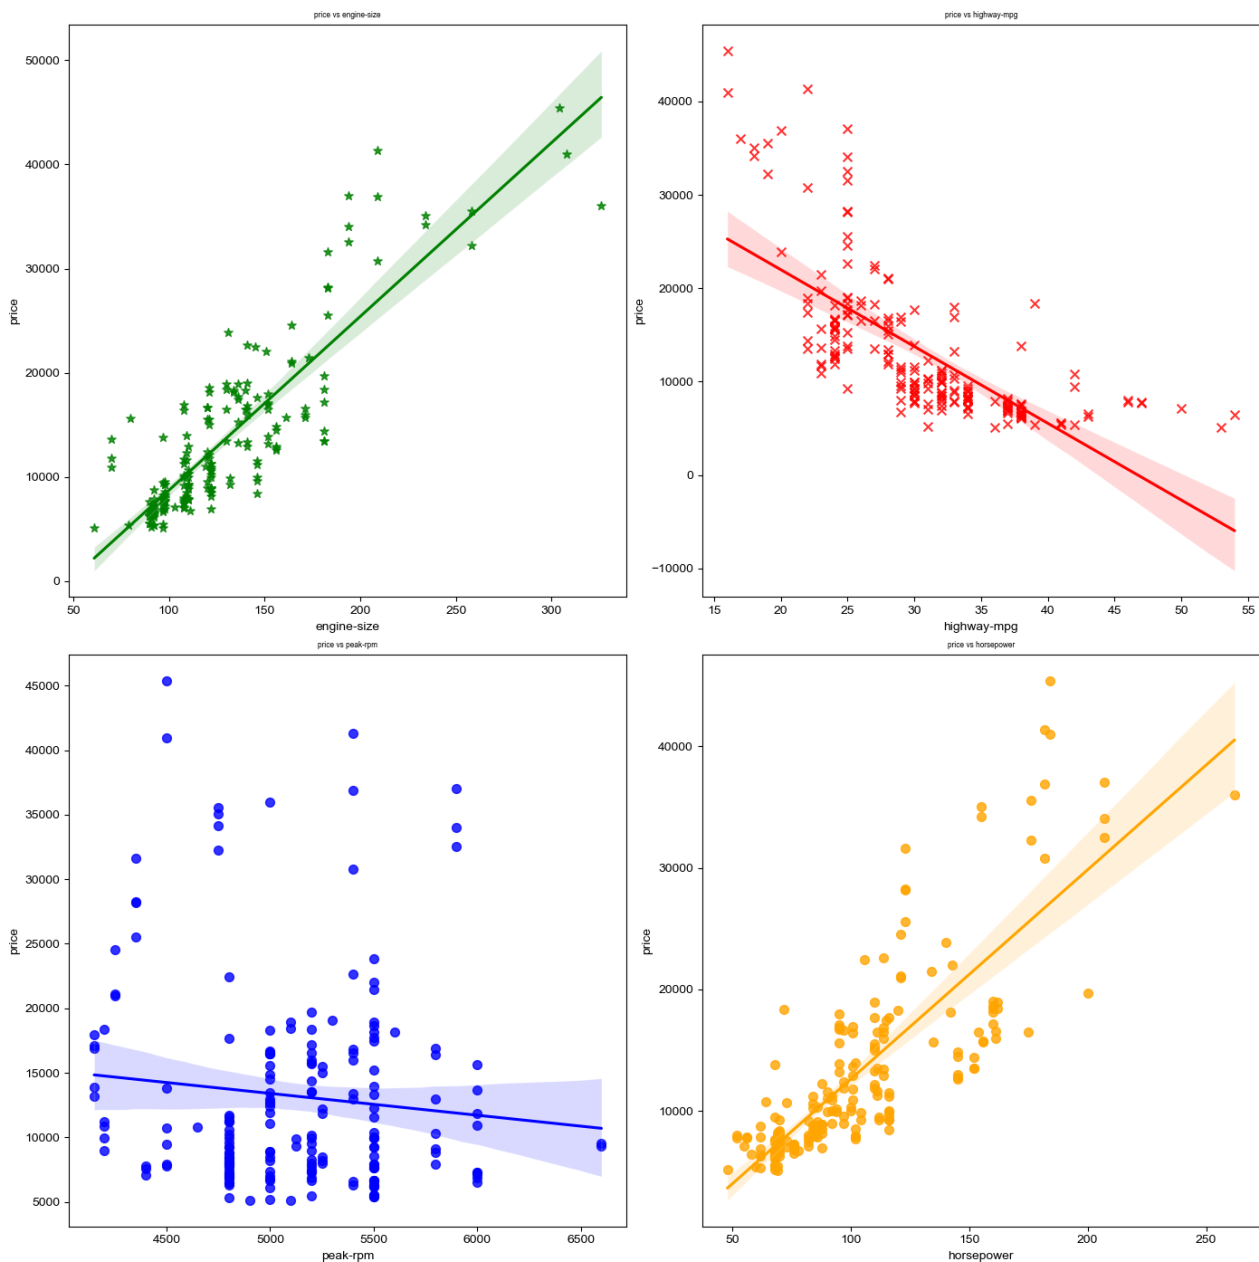 price vs engine-size
50000
40000
30000
20000
10000
0
price
50 100 150 200 250 300
engine-size
price vs highway-mpg
40000
30000
20000
10000
0
−10000
price
15 20 25 30 35 40 45 50 55
highway-mpg
price vs peak-rpm
45000
40000
35000
30000
25000
20000
15000
10000
5000
price
4500 5000 5500 6000 6500
peak-rpm
price vs horsepower
40000
30000
20000
10000
price
50 100 150 200 250
horsepower